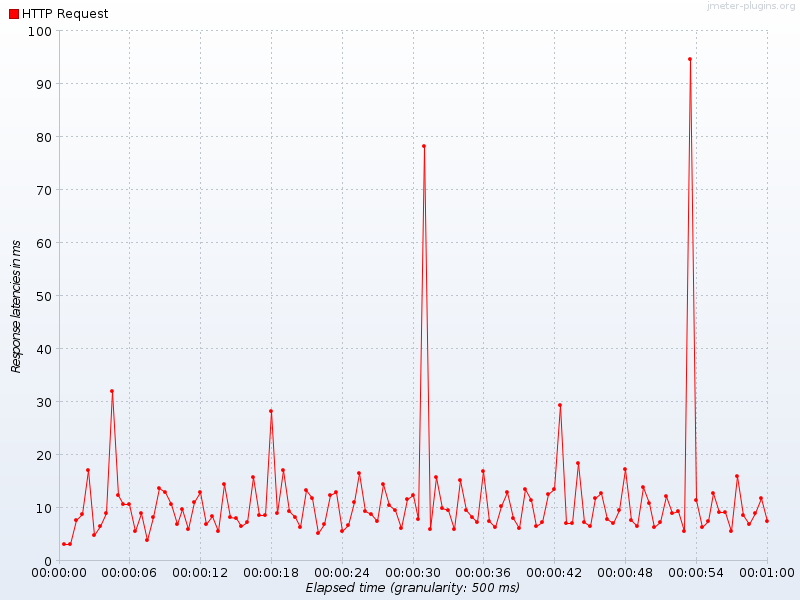 jmeter-plugins.org
HTTP Request
100
90
80
70
60
50
40
30
20
10
0
Response latencies in ms
00:00:00 00:00:06 00:00:12 00:00:18 00:00:24 00:00:30 00:00:36 00:00:42 00:00:48 00:00:54 00:01:00
Elapsed time (granularity: 500 ms)